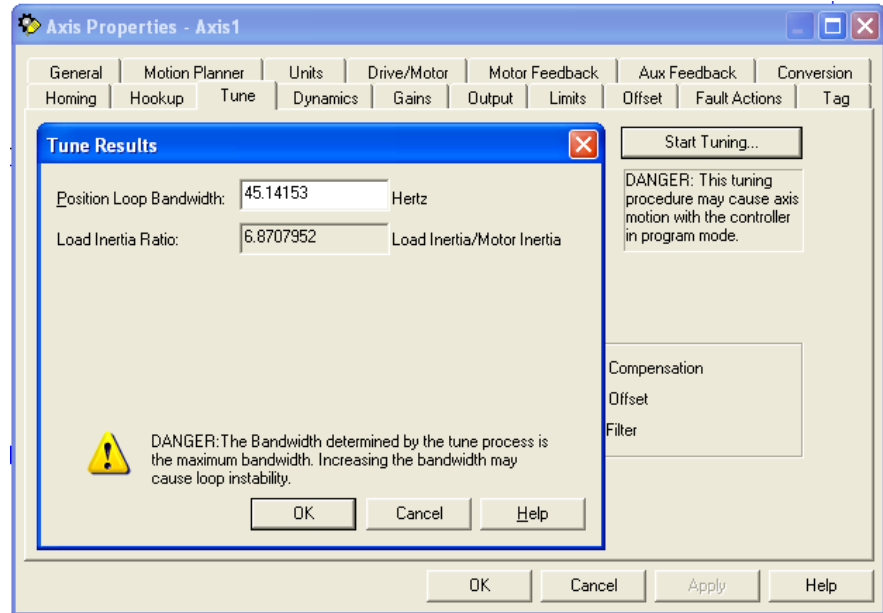 Axis Properties - Axis1
General Motion Planner Units Drive/Motor Motor Feedback Aux Feedback Conversion
Homing Hookup Tune Dynamics Gains Output Limits Offset Fault Actions Tag
Tune Results
Position Loop Bandwidth: 45.14153 Hertz
Load Inertia Ratio: 6.8707952 Load Inertia/Motor Inertia
DANGER:The Bandwidth determined by the tune process is
the maximum bandwidth. Increasing the bandwidth may
cause loop instability.
OK Cancel Help
Start Tuning...
DANGER: This tuning
procedure may cause axis
motion with the controller
in program mode.
Compensation
Offset
Filter
OK Cancel Apply Help